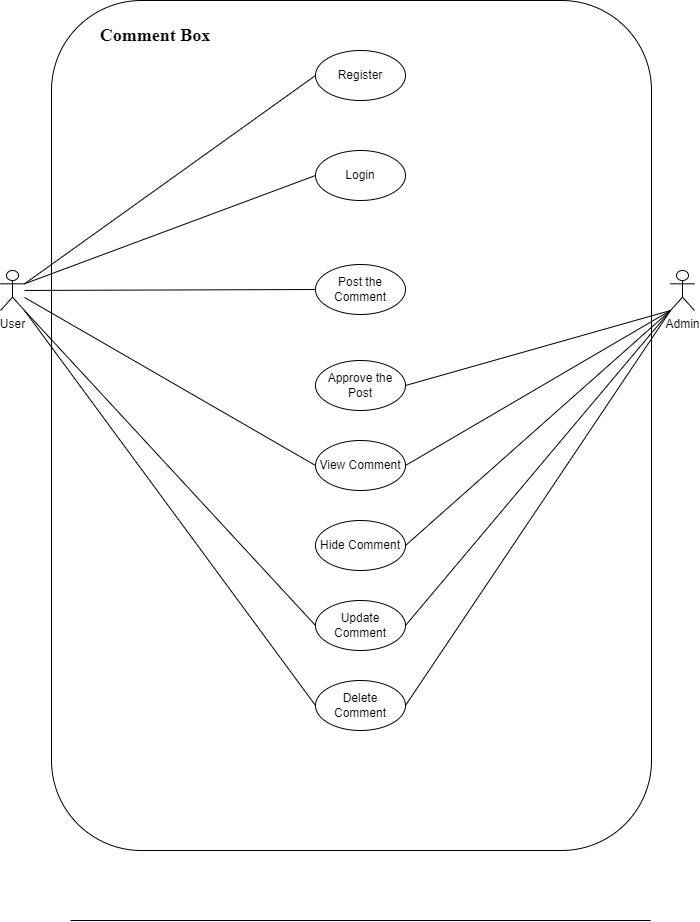 Comment Box
Register
Login
Post the
Comment
User
Admin
Approve the
Post
View Comment
Hide Comment
Update
Comment
Delete
Comment